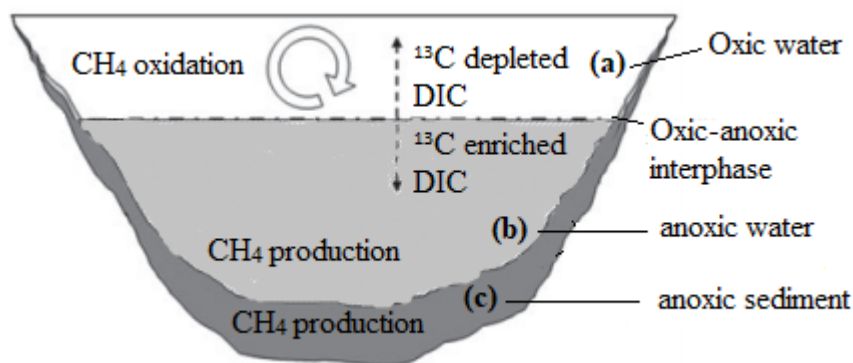 CH₄ oxidation
¹³C depleted
DIC
(a)
Oxic water
Oxic-anoxic
interphase
¹³C enriched
DIC
(b)
anoxic water
CH₄ production
(c)
anoxic sediment
CH₄ production